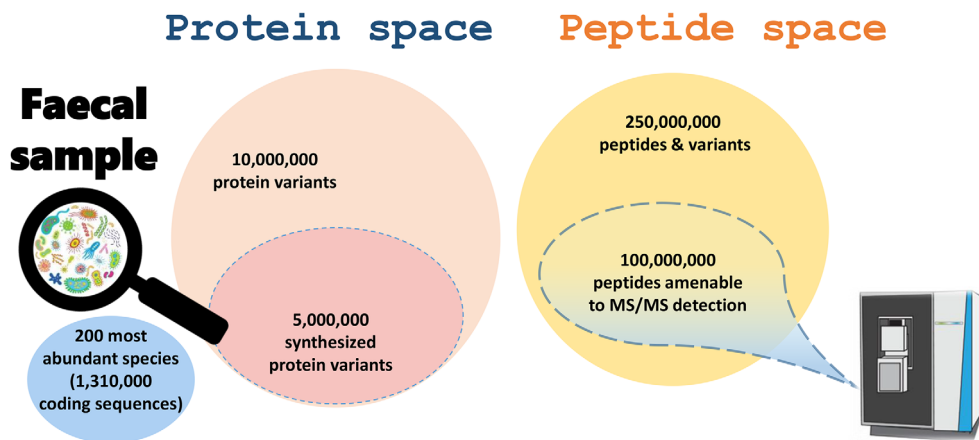 Protein space
Peptide space
Faecal
sample
10,000,000
protein variants
5,000,000
synthesized
protein variants
200 most
abundant species
(1,310,000
coding sequences)
250,000,000
peptides & variants
100,000,000
peptides amenable
to MS/MS detection